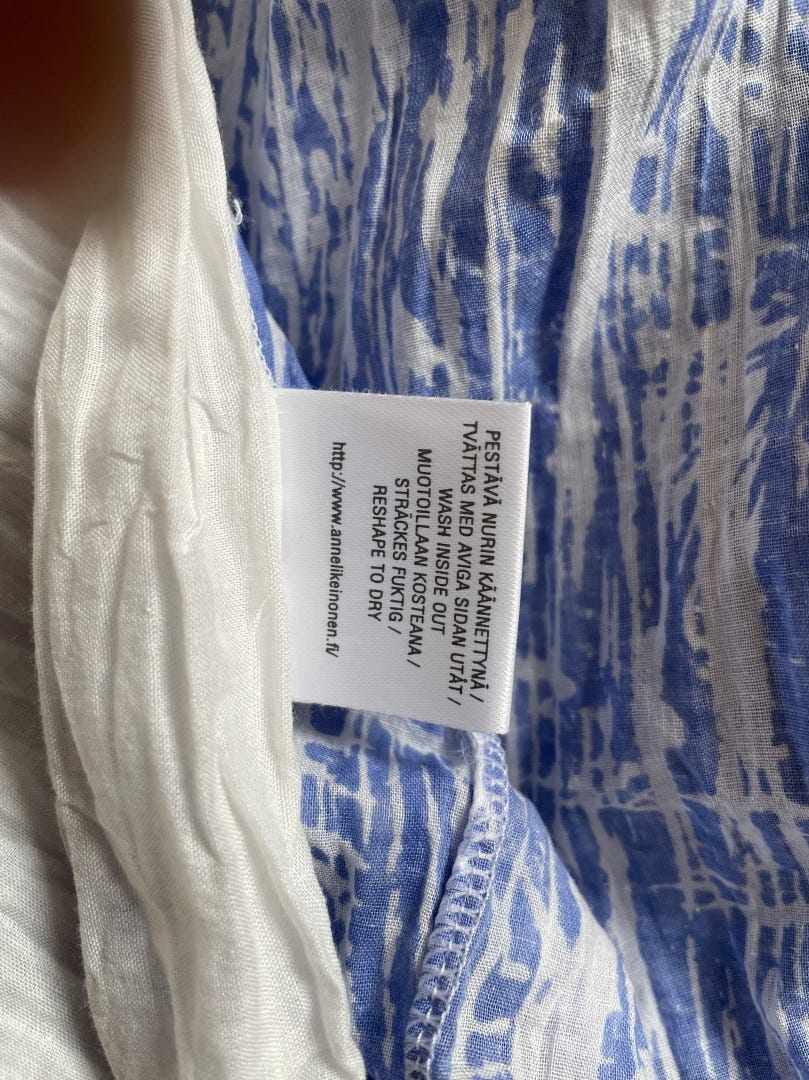 PESTÄVÄ NURIN KÄÄNNETTYNÄ /
TVÄTTAS MED AVIGA SIDAN UTÅT /
WASH INSIDE OUT
MUOTOILLAAN KOSTEANA /
STRÄCKES FUKTIG /
RESHAPE TO DRY
http://www.annelikeinonen.fi/